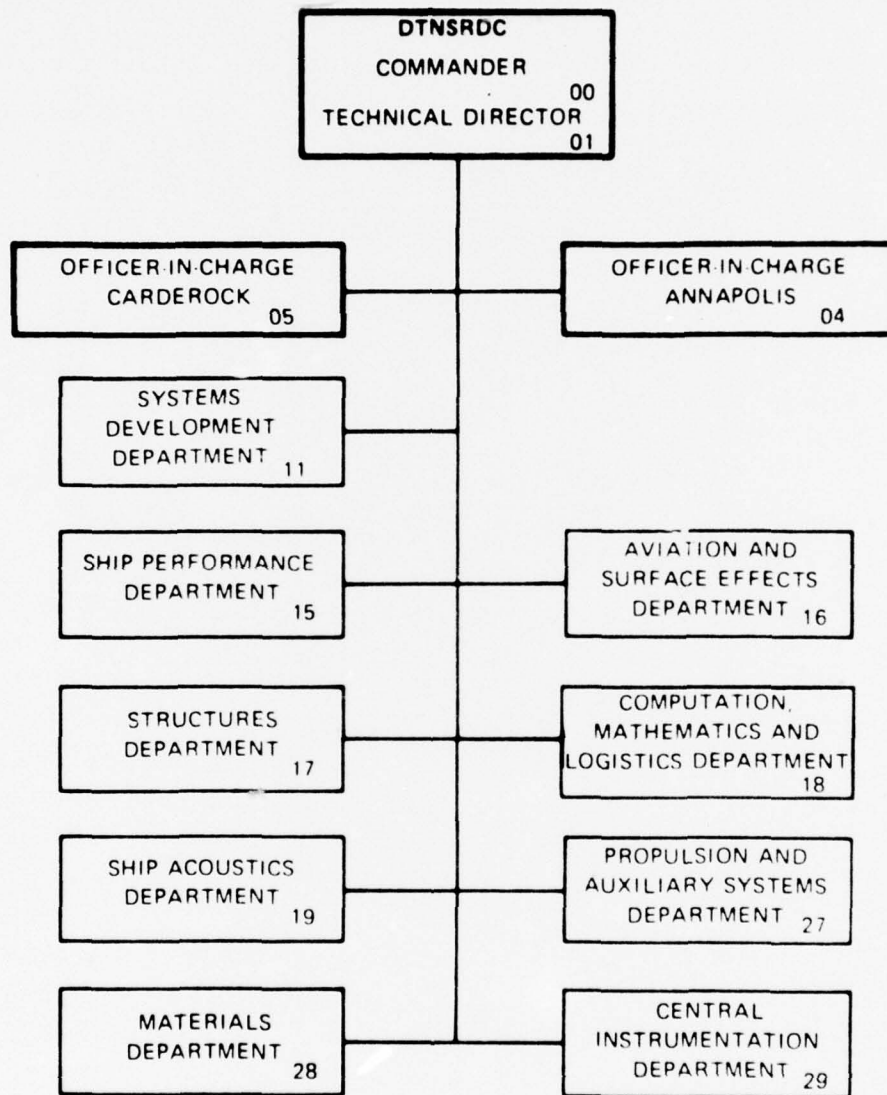 DTNSRDC
COMMANDER
00
TECHNICAL DIRECTOR
01
OFFICER-IN-CHARGE
CARDEROCK
05
OFFICER-IN-CHARGE
ANNAPOLIS
04
SYSTEMS
DEVELOPMENT
DEPARTMENT 11
SHIP PERFORMANCE
DEPARTMENT
15
AVIATION AND
SURFACE EFFECTS
DEPARTMENT 16
STRUCTURES
DEPARTMENT
17
COMPUTATION,
MATHEMATICS AND
LOGISTICS DEPARTMENT
18
SHIP ACOUSTICS
DEPARTMENT
19
PROPULSION AND
AUXILIARY SYSTEMS
DEPARTMENT 27
MATERIALS
DEPARTMENT
28
CENTRAL
INSTRUMENTATION
DEPARTMENT 29